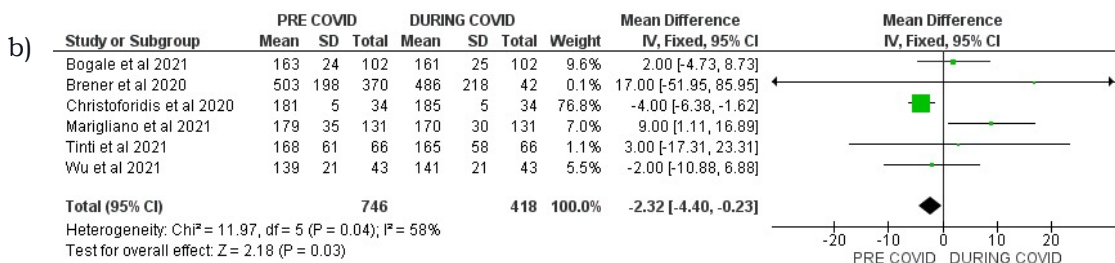 b)
PRE COVID DURING COVID Mean Difference Mean Difference
Study or Subgroup Mean SD Total Mean SD Total Weight IV, Fixed, 95% CI IV, Fixed, 95% CI
Bogale et al 2021 163 24 102 161 25 102 9.6% 2.00 [-4.73, 8.73]
Brener et al 2020 503 198 370 486 218 42 0.1% 17.00 [-51.95, 85.95]
Christoforidis et al 2020 181 5 34 185 5 34 76.8% -4.00 [-6.38, -1.62]
Marigliano et al 2021 179 35 131 170 30 131 7.0% 9.00 [1.11, 16.89]
Tinti et al 2021 168 61 66 165 58 66 1.1% 3.00 [-17.31, 23.31]
Wu et al 2021 139 21 43 141 21 43 5.5% -2.00 [-10.88, 6.88]
Total (95% CI) 746 418 100.0% -2.32 [-4.40, -0.23]
Heterogeneity: Chi² = 11.97, df = 5 (P = 0.04); I² = 58%
Test for overall effect: Z = 2.18 (P = 0.03)
-20 -10 0 10 20
PRE COVID DURING COVID